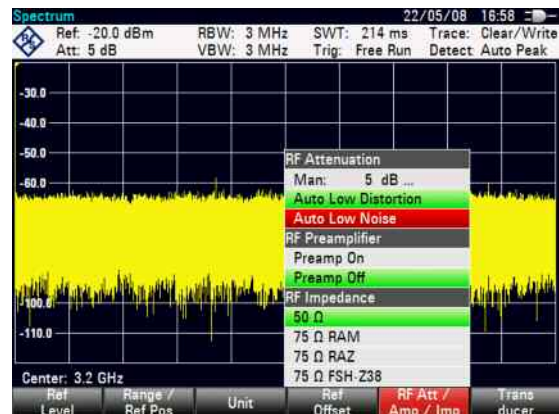 Spectrum 22/05/08 16:58
Ref: -20.0 dBm RBW: 3 MHz SWT: 214 ms Trace: Clear/Write
Att: 5 dB VBW: 3 MHz Trig: Free Run Detect: Auto Peak
-30.0
-40.0
-50.0
-60.0
-100.0
-110.0
RF Attenuation
Man: 5 dB ...
Auto Low Distortion
Auto Low Noise
RF Preamplifier
Preamp On
Preamp Off
RF Impedance
50 Ω
75 Ω RAM
75 Ω RAZ
75 Ω FSH-Z38
Center: 3.2 GHz
Ref Level
Range / Ref Pos
Unit
Ref Offset
RF Att / Amp / Imp
Trans ducer